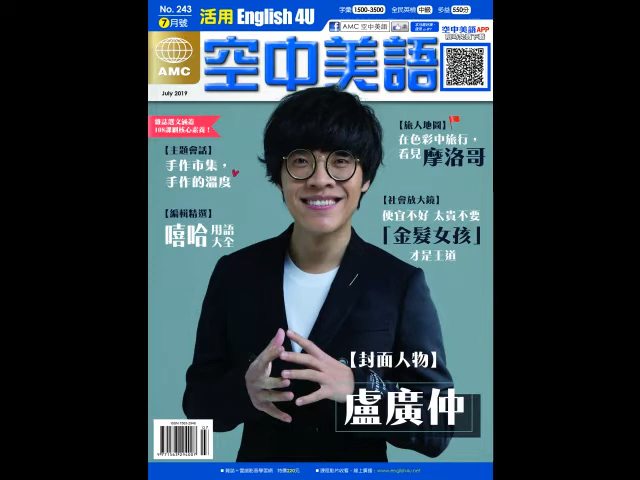 No. 243
7月號
活用 English 4U
字彙 1500-3500 全民英檢 中級 多益 550分
AMC 空中美語
空中美語APP
AMC
空中美語
July 2019
雜誌選文涵蓋
108課綱核心素養！
【主題會話】
手作市集，
手作的溫度
【編輯精選】
嘻哈用語大全
【旅人地圖】
在色彩中旅行，
看見摩洛哥
【社會放大鏡】
便宜不好 太貴不要
「金髮女孩」
才是王道
【封面人物】
盧廣仲
07